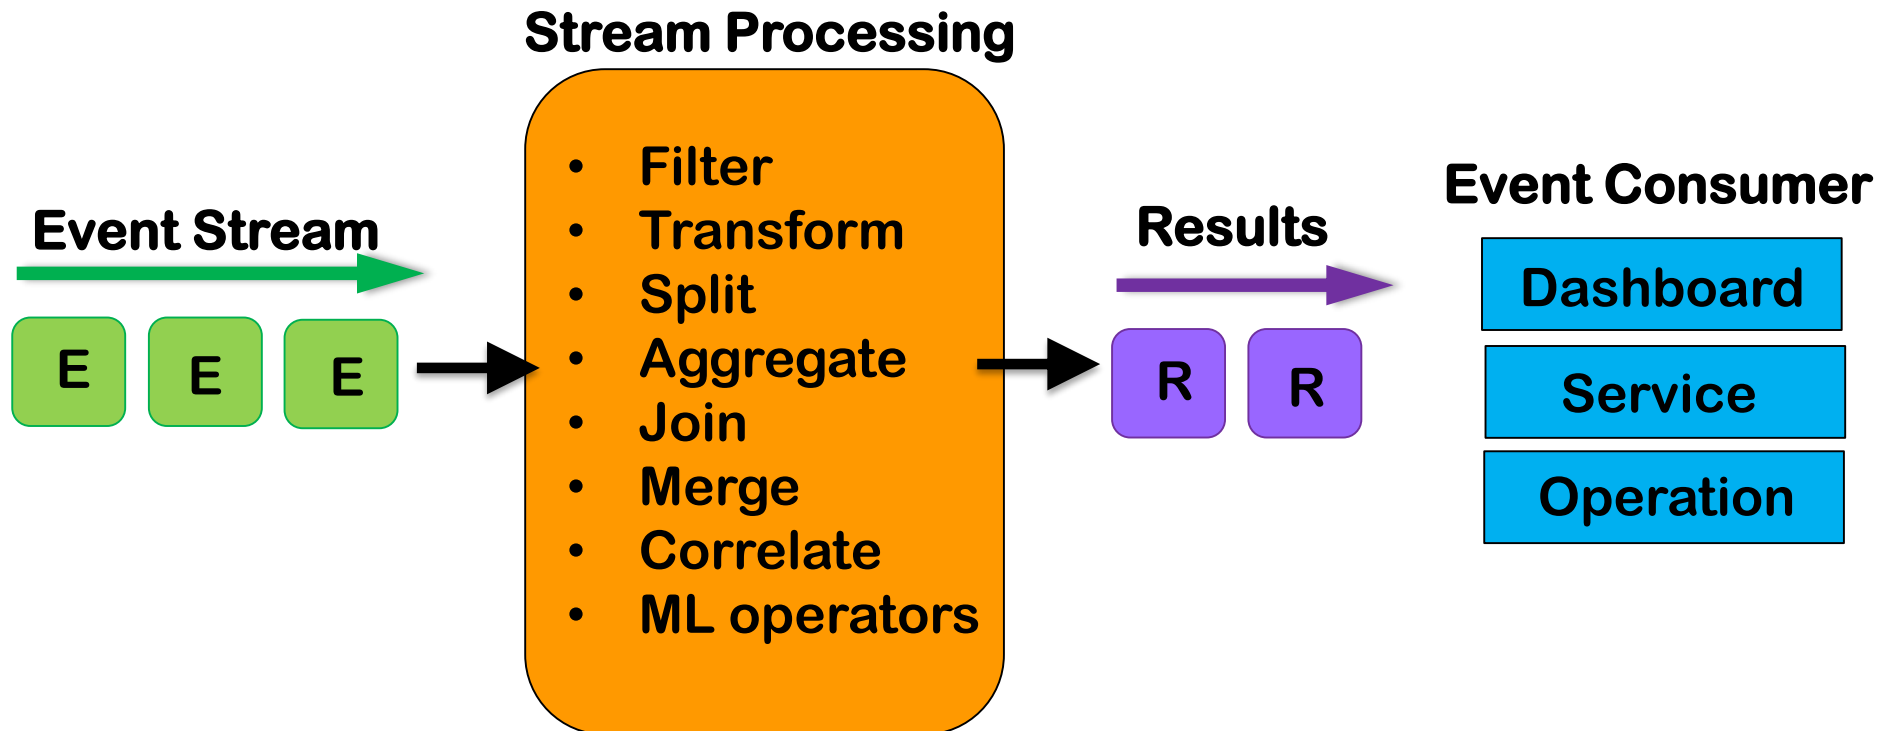 Stream Processing
Event Stream
E E E
• Filter
• Transform
• Split
• Aggregate
• Join
• Merge
• Correlate
• ML operators
Results
R R
Event Consumer
Dashboard
Service
Operation